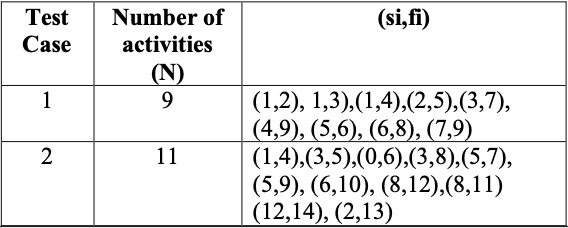 Test Case
Number of activities (N)
(si,fi)
1
9
(1,2), 1,3),(1,4),(2,5),(3,7),
(4,9), (5,6), (6,8), (7,9)
2
11
(1,4),(3,5),(0,6),(3,8),(5,7),
(5,9), (6,10), (8,12),(8,11)
(12,14), (2,13)